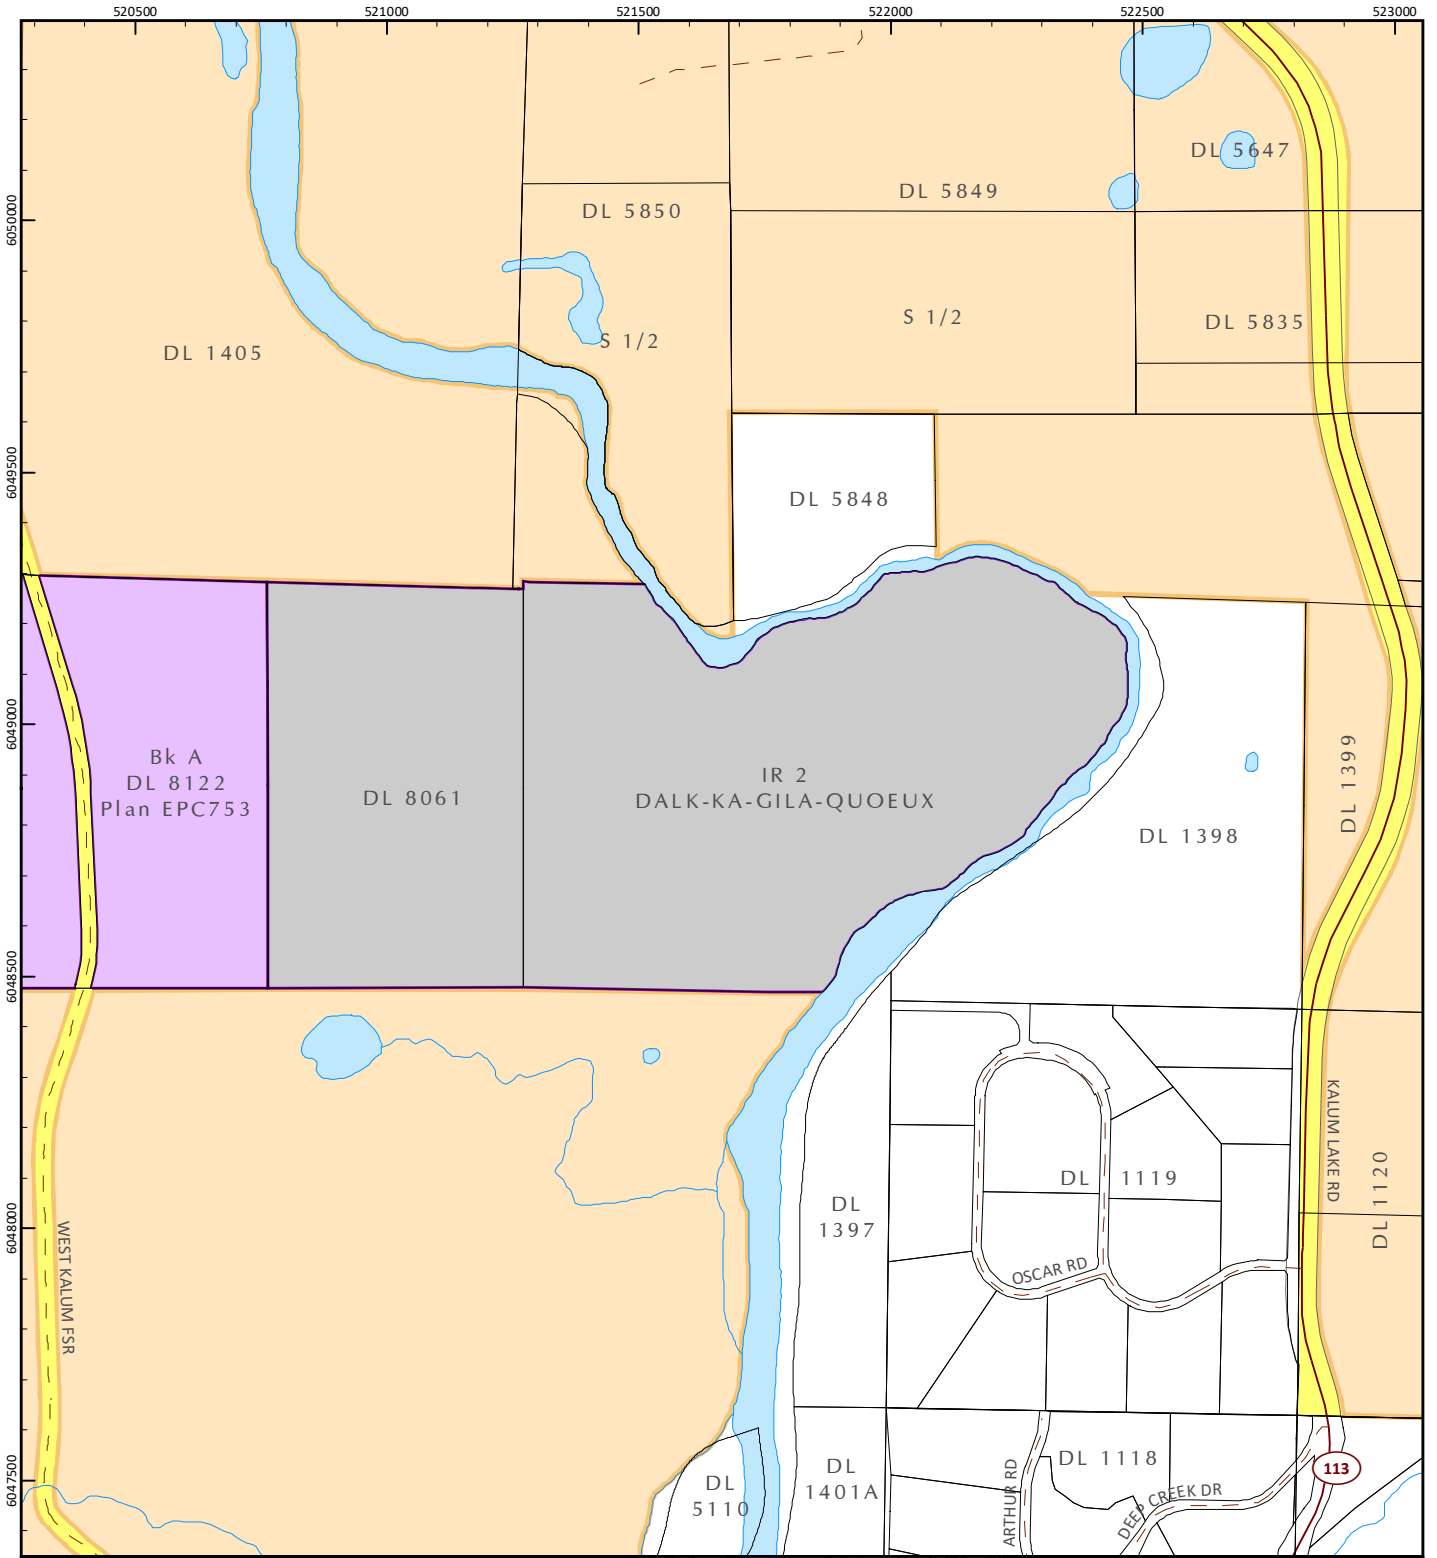 520500
521000
521500
522000
522500
523000
6050000
6049500
6049000
6048500
6048000
6047500
DL 5647
DL 5849
DL 5850
S 1/2
DL 5835
S 1/2
DL 1405
DL 5848
Bk A
DL 8122
Plan EPC753
DL 8061
IR 2
DALK-KA-GILA-QUOEUX
DL 1398
DL 1399
KALUM LAKE RD
DL 1120
DL 1119
DL
1397
WEST KALUM FSR
OSCAR RD
DL 1118
DL
5110
DL
1401A
ARTHUR RD
DEEP CREEK DR
113